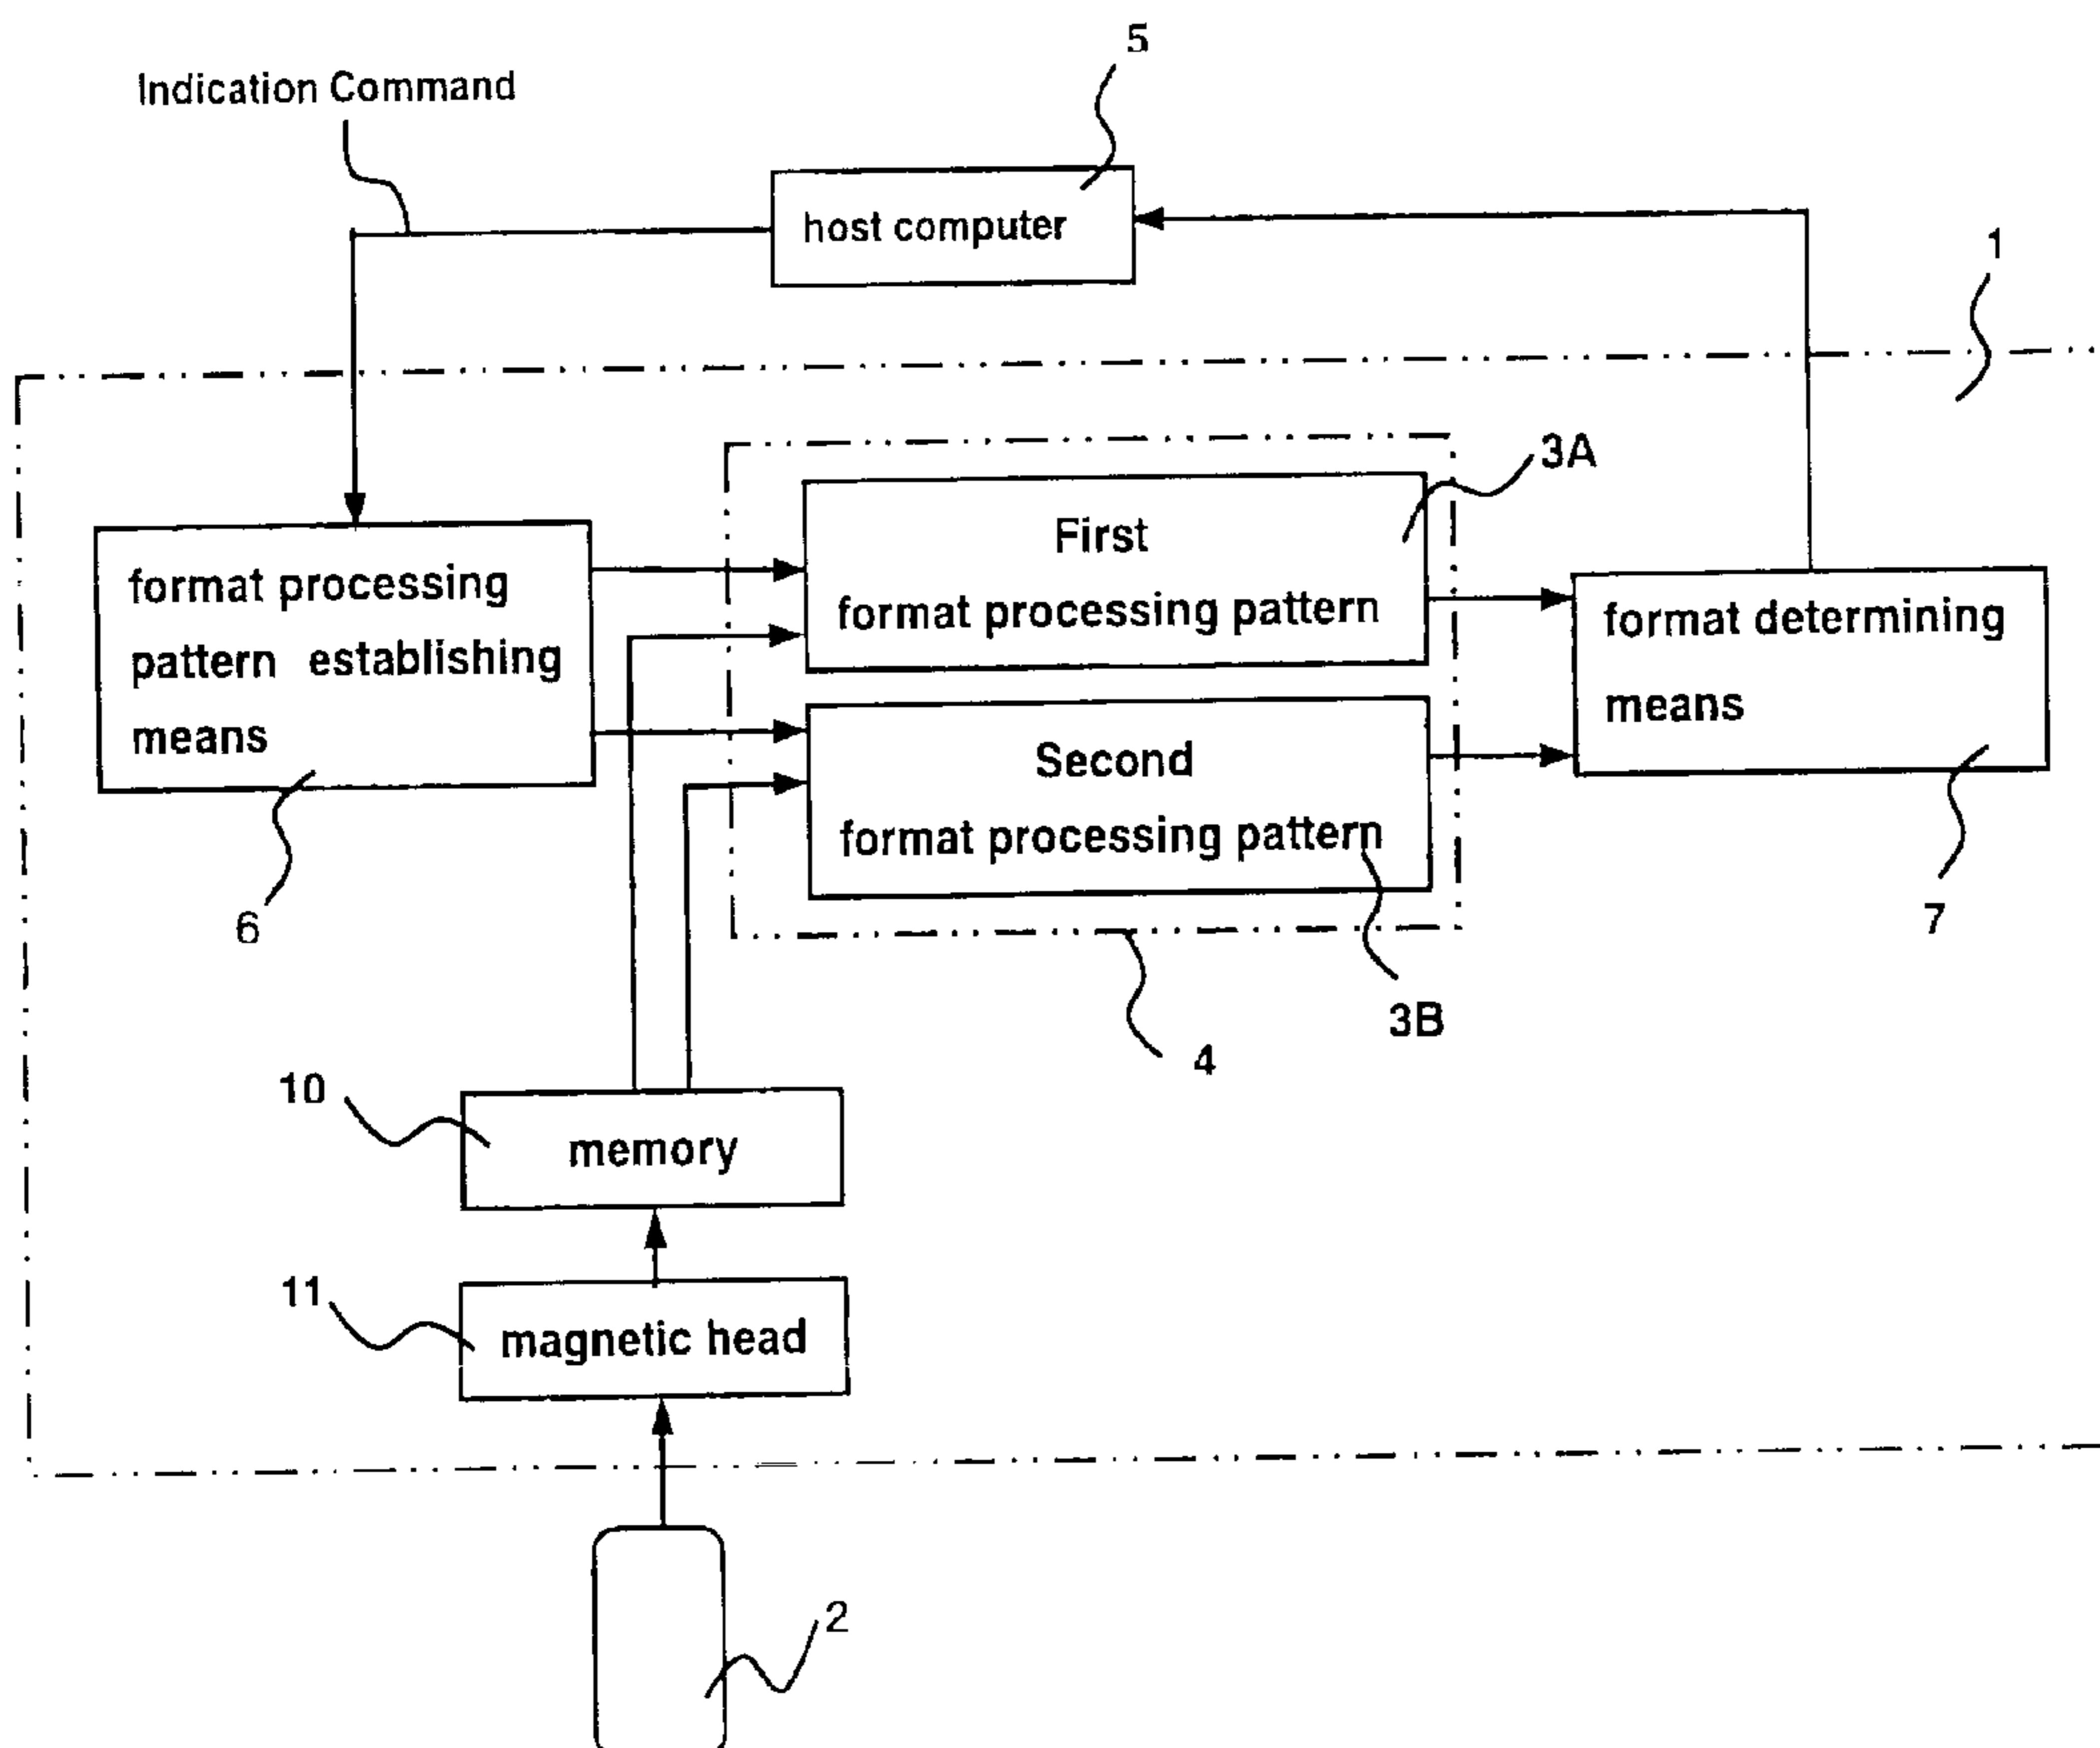 5
Indication Command
host computer
1
3A
First
format processing pattern
format processing
pattern establishing
means
format determining
means
Second
format processing pattern
6
7
3B
4
10
memory
11
magnetic head
2